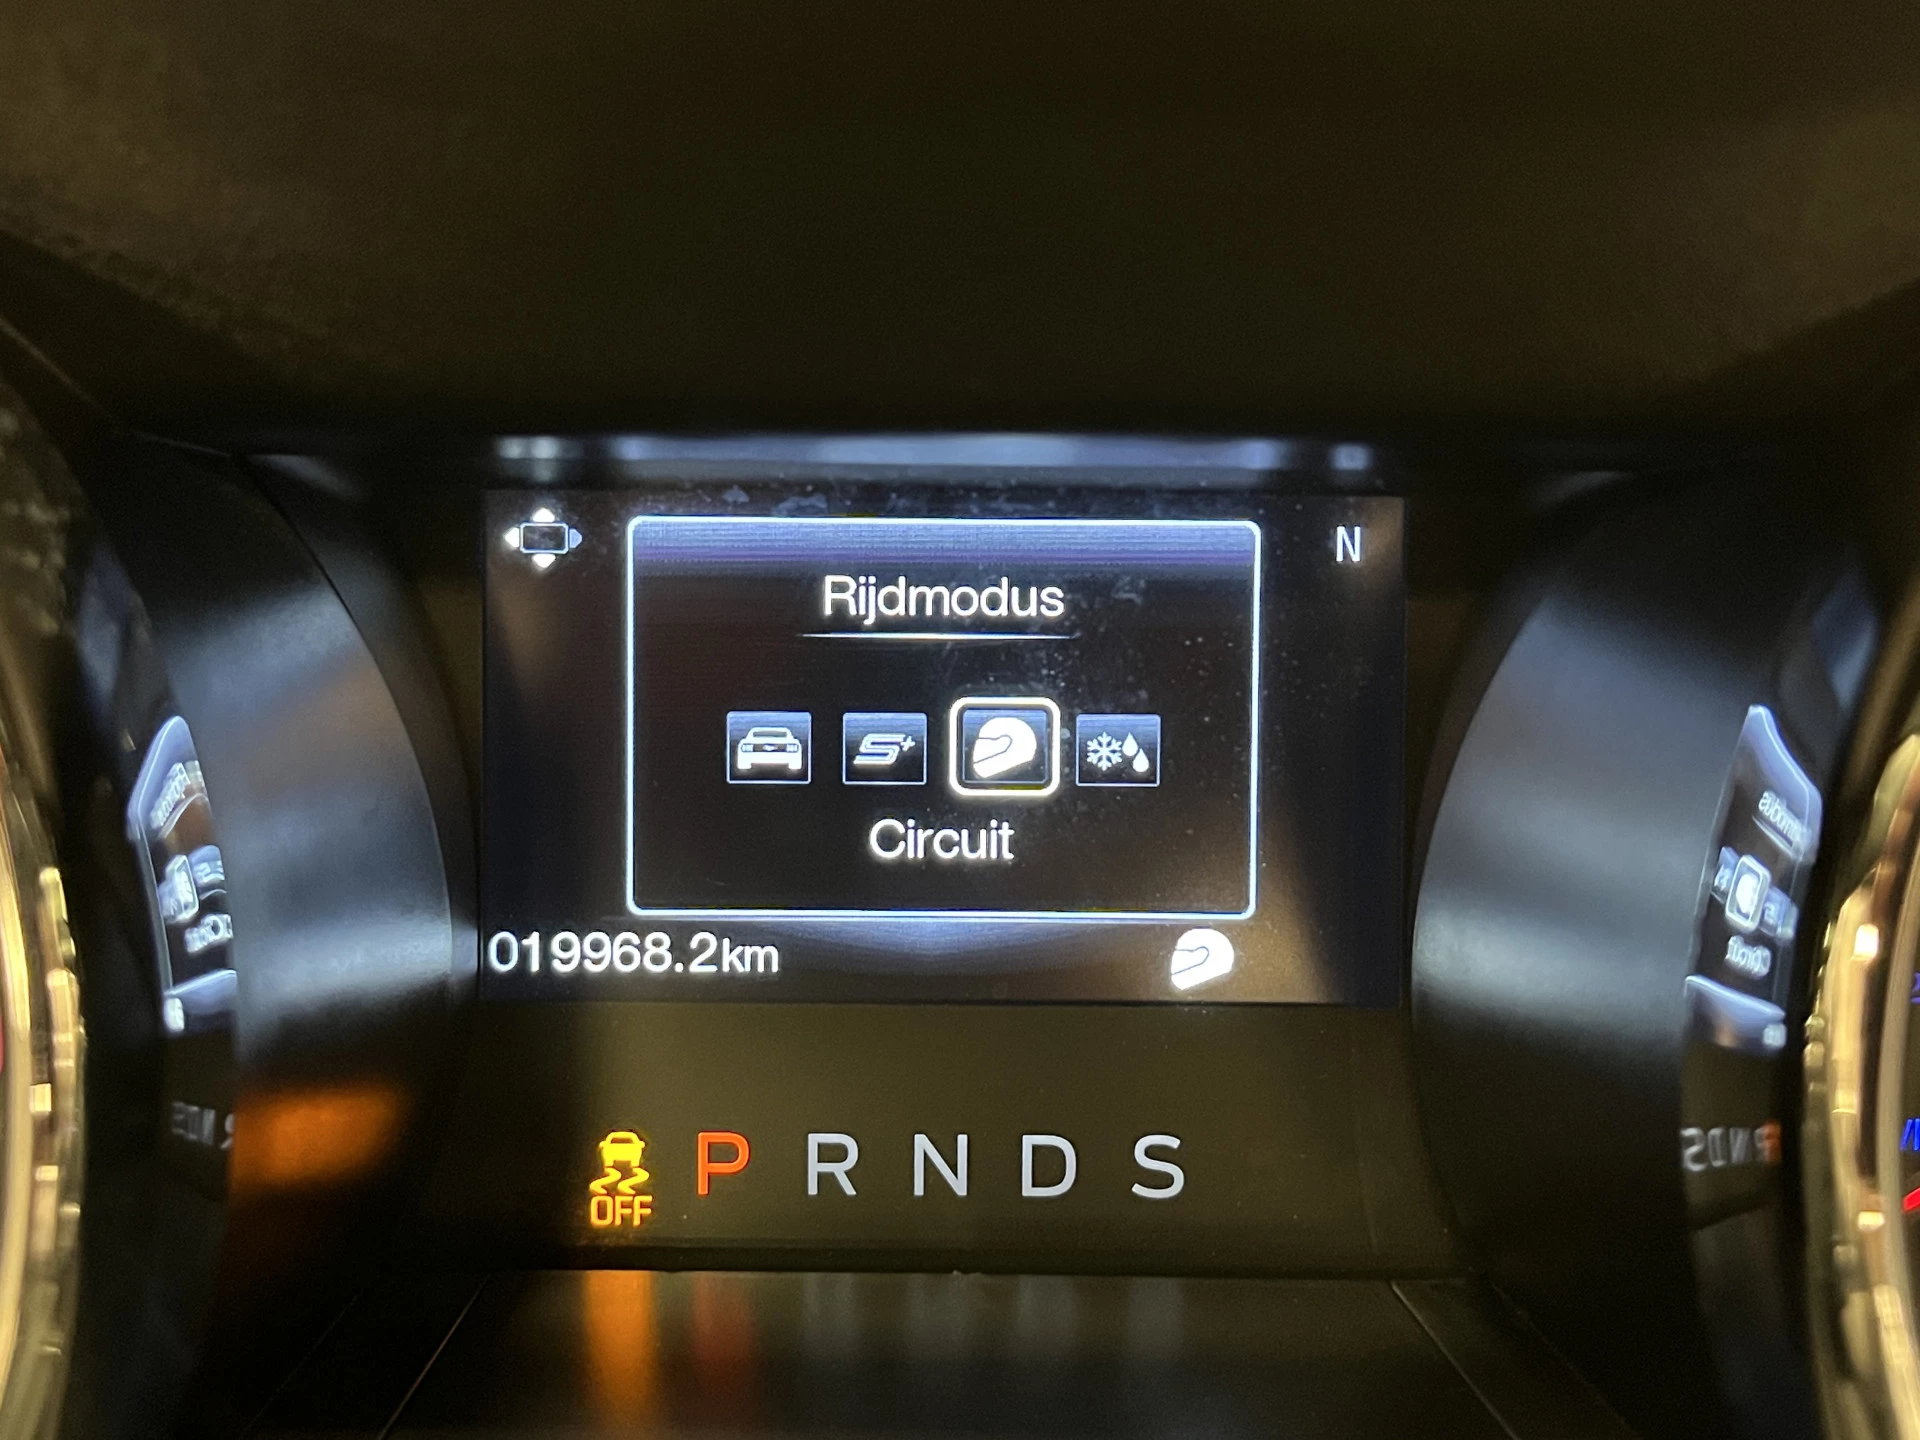 N
Rijdmodus
S+
Circuit
019968.2km
OFF P R N D S